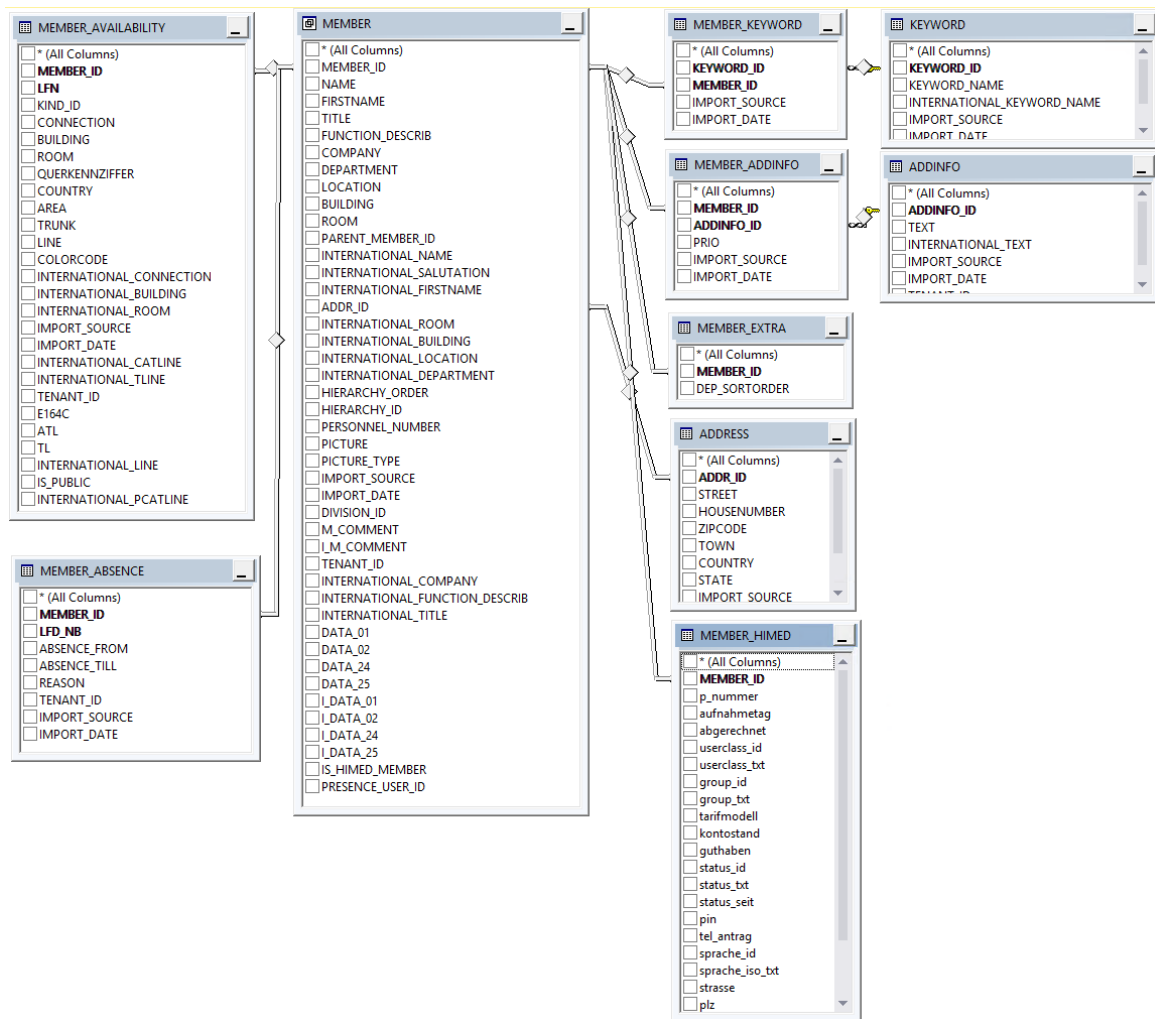 MEMBER_AVAILABILITY
* (All Columns)
MEMBER_ID
LFN
KIND_ID
CONNECTION
BUILDING
ROOM
QUERKENNZIFFER
COUNTRY
AREA
TRUNK
LINE
COLORCODE
INTERNATIONAL_CONNECTION
INTERNATIONAL_BUILDING
INTERNATIONAL_ROOM
IMPORT_SOURCE
IMPORT_DATE
INTERNATIONAL_CATLINE
INTERNATIONAL_TLINE
TENANT_ID
E164C
ATL
TL
INTERNATIONAL_LINE
IS_PUBLIC
INTERNATIONAL_PCATLINE
MEMBER_ABSENCE
* (All Columns)
MEMBER_ID
LFD_NB
ABSENCE_FROM
ABSENCE_TILL
REASON
TENANT_ID
IMPORT_SOURCE
IMPORT_DATE
MEMBER
* (All Columns)
MEMBER_ID
NAME
FIRSTNAME
TITLE
FUNCTION_DESCRIB
COMPANY
DEPARTMENT
LOCATION
BUILDING
ROOM
PARENT_MEMBER_ID
INTERNATIONAL_NAME
INTERNATIONAL_SALUTATION
INTERNATIONAL_FIRSTNAME
ADDR_ID
INTERNATIONAL_ROOM
INTERNATIONAL_BUILDING
INTERNATIONAL_LOCATION
INTERNATIONAL_DEPARTMENT
HIERARCHY_ORDER
HIERARCHY_ID
PERSONNEL_NUMBER
PICTURE
PICTURE_TYPE
IMPORT_SOURCE
IMPORT_DATE
DIVISION_ID
M_COMMENT
I_M_COMMENT
TENANT_ID
INTERNATIONAL_COMPANY
INTERNATIONAL_FUNCTION_DESCRIB
INTERNATIONAL_TITLE
DATA_01
DATA_02
DATA_24
DATA_25
I_DATA_01
I_DATA_02
I_DATA_24
I_DATA_25
IS_HIMED_MEMBER
PRESENCE_USER_ID
MEMBER_KEYWORD
* (All Columns)
KEYWORD_ID
MEMBER_ID
IMPORT_SOURCE
IMPORT_DATE
KEYWORD
* (All Columns)
KEYWORD_ID
KEYWORD_NAME
INTERNATIONAL_KEYWORD_NAME
IMPORT_SOURCE
IMPORT_DATE
MEMBER_ADDINFO
* (All Columns)
MEMBER_ID
ADDINFO_ID
PRIO
IMPORT_SOURCE
IMPORT_DATE
ADDINFO
* (All Columns)
ADDINFO_ID
TEXT
INTERNATIONAL_TEXT
IMPORT_SOURCE
IMPORT_DATE
TENANT_ID
MEMBER_EXTRA
* (All Columns)
MEMBER_ID
DEP_SORTORDER
ADDRESS
* (All Columns)
ADDR_ID
STREET
HOUSENUMBER
ZIPCODE
TOWN
COUNTRY
STATE
IMPORT_SOURCE
MEMBER_HIMED
* (All Columns)
MEMBER_ID
p_nummer
aufnahmetag
abgerechnet
userclass_id
userclass_txt
group_id
group_txt
tarifmodell
kontostand
guthaben
status_id
status_txt
status_seit
pin
tel_antrag
sprache_id
sprache_iso_txt
strasse
plz